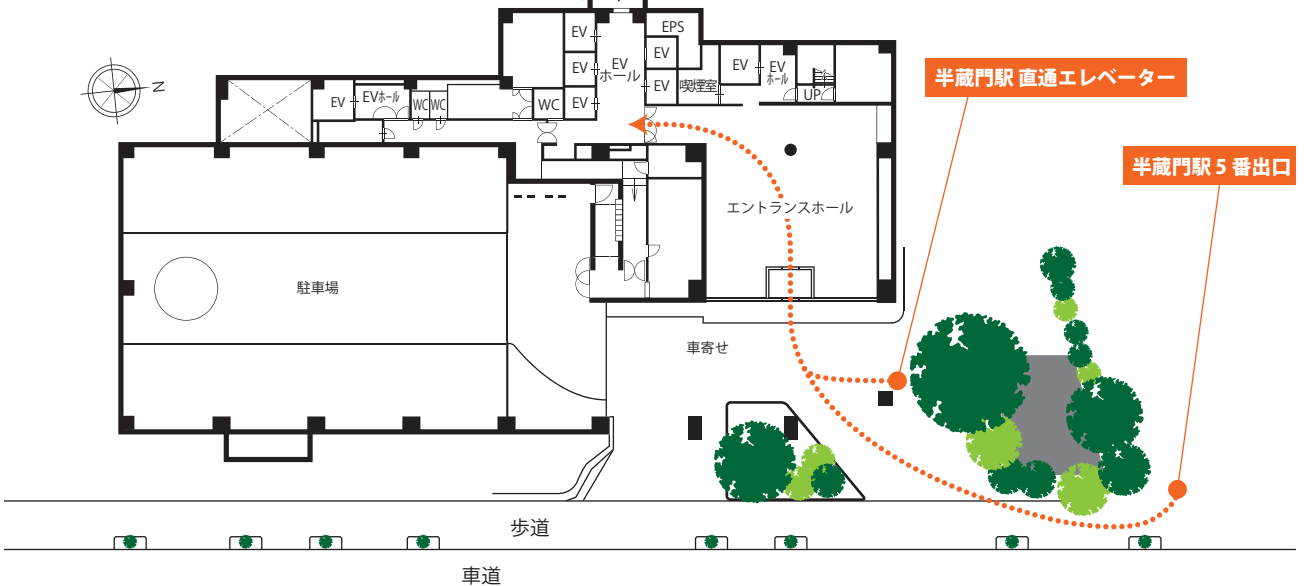 EV
EV
EV
EV
ホール
EPS
EV
EV
喫煙室
EV
EV
ホール
UP
半蔵門駅 直通エレベーター
N
EV
EVホール
WC
WC
WC
半蔵門駅 5 番出口
エントランスホール
駐車場
車寄せ
歩道
車道